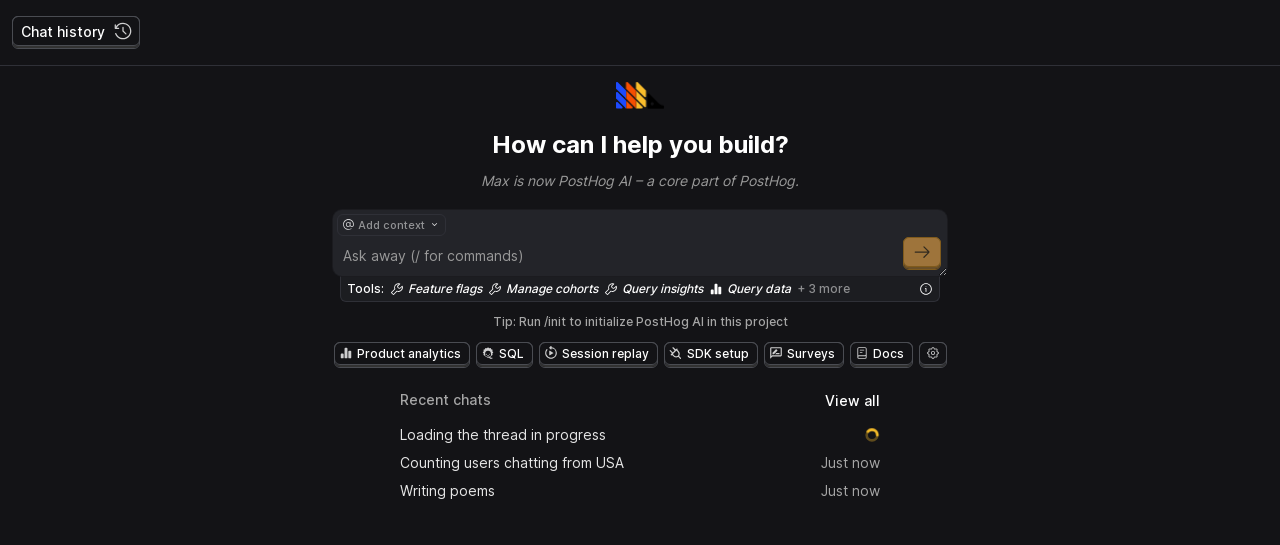 Chat history
How can I help you build?
Max is now PostHog AI – a core part of PostHog.
@ Add context
Ask away (/ for commands)
Tools: Feature flags Manage cohorts Query insights Query data + 3 more
Tip: Run /init to initialize PostHog AI in this project
Product analytics SQL Session replay SDK setup Surveys Docs
Recent chats View all
Loading the thread in progress
Counting users chatting from USA Just now
Writing poems Just now